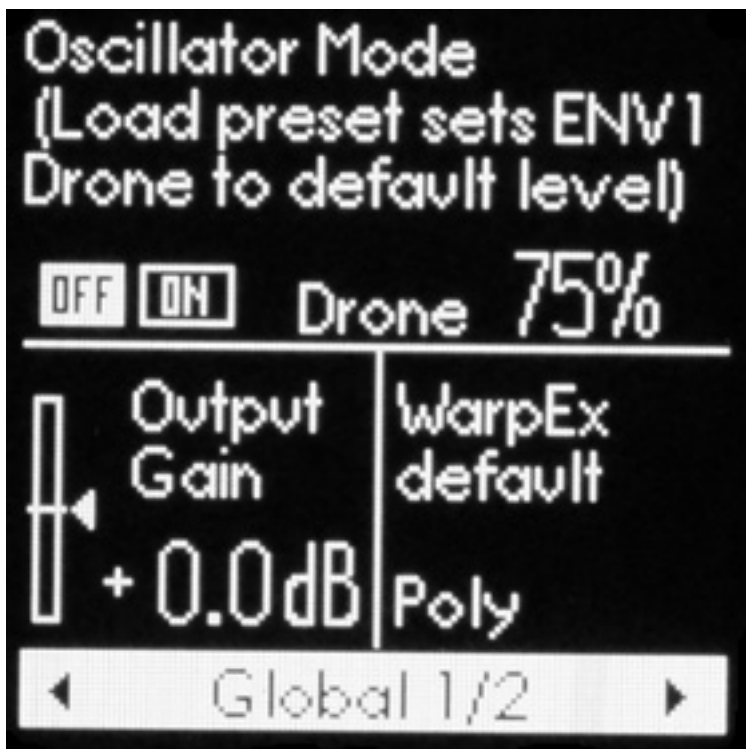 Oscillator Mode
(Load preset sets ENV1
Drone to default level)
OFF ON Drone 75%
Output
Gain
+0.0dB
WarpEx
default
Poly
Global 1/2